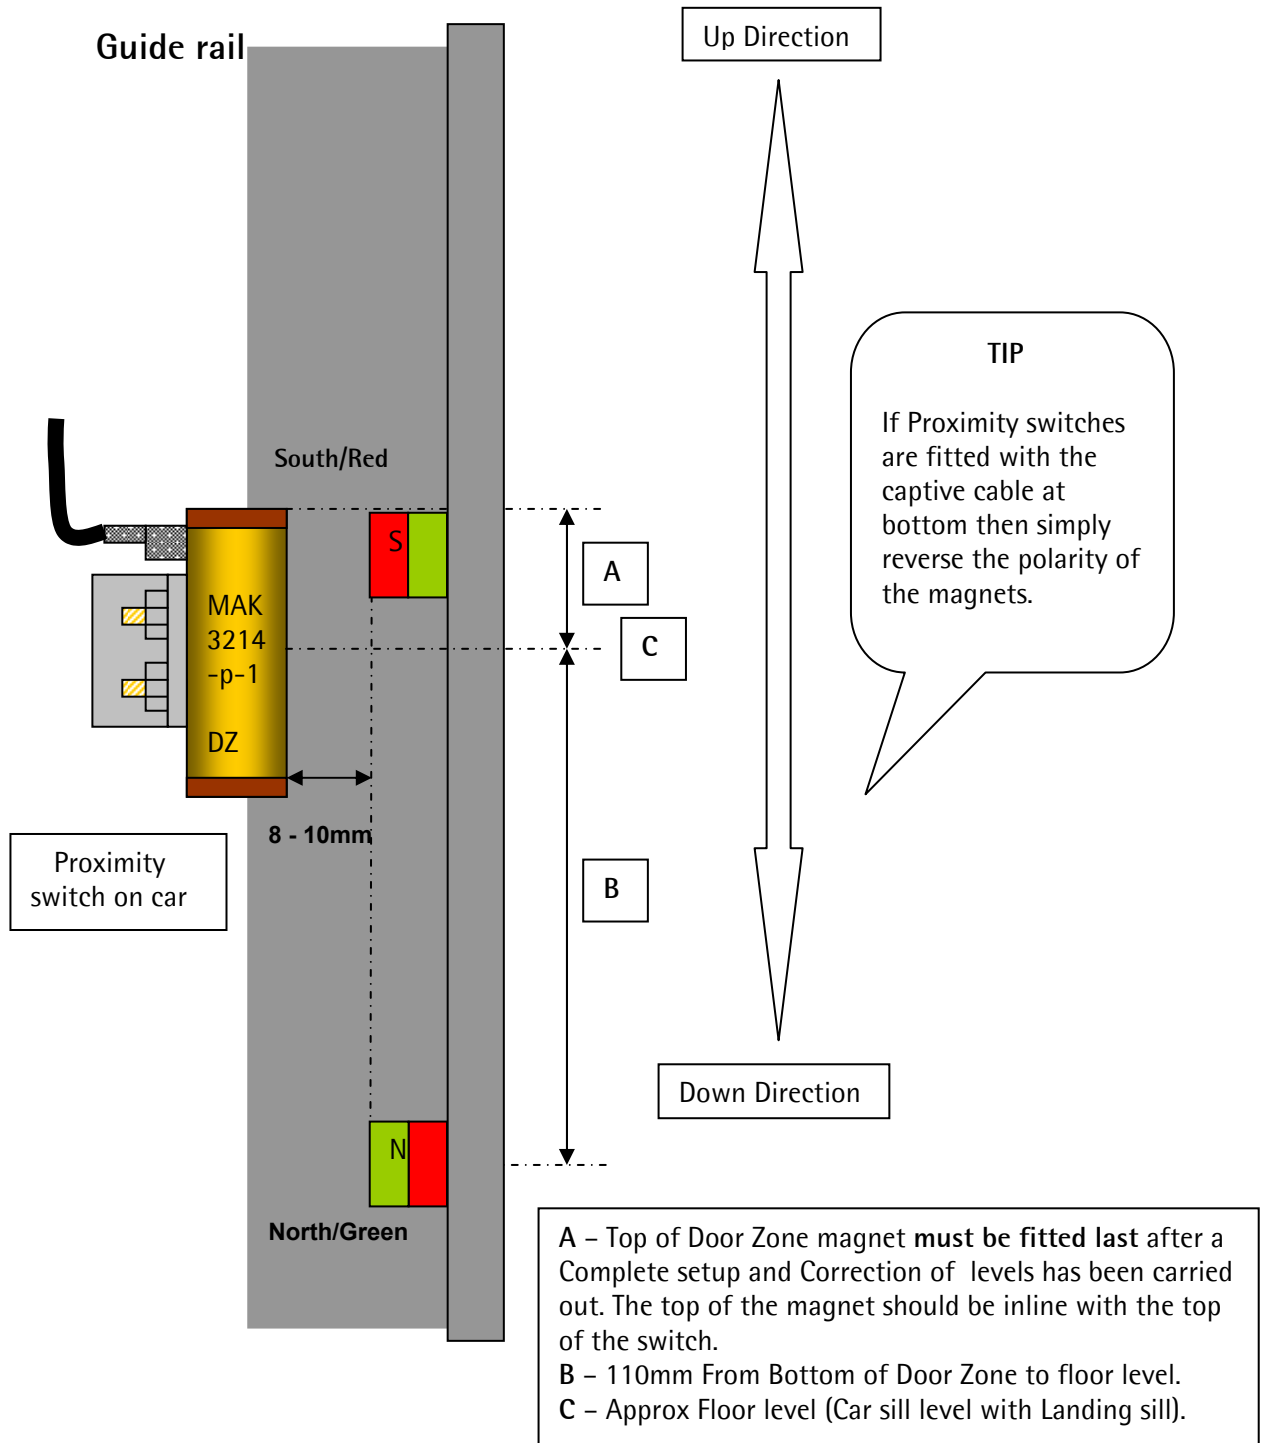 Guide rail
Up Direction
TIP
If Proximity switches
are fitted with the
captive cable at
bottom then simply
reverse the polarity of
the magnets.
South/Red
S
A
MAK
3214
-p-1
DZ
C
8 - 10mm
Proximity
switch on car
B
Down Direction
N
North/Green
A – Top of Door Zone magnet must be fitted last after a
Complete setup and Correction of levels has been carried
out. The top of the magnet should be inline with the top
of the switch.
B – 110mm From Bottom of Door Zone to floor level.
C – Approx Floor level (Car sill level with Landing sill).